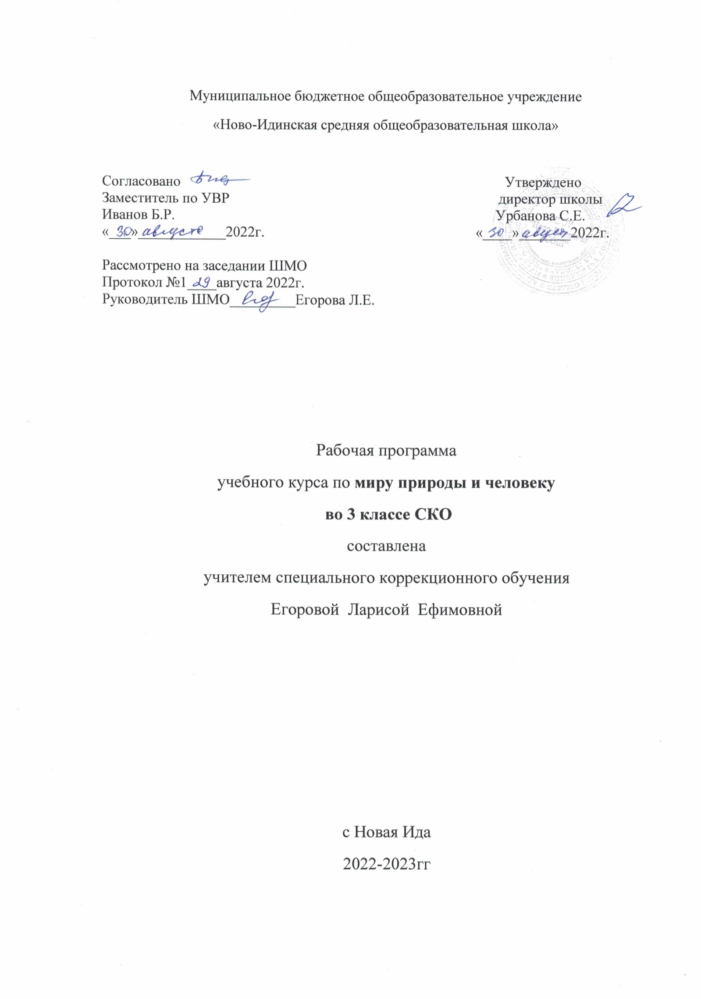 Муниципальное бюджетное общеобразовательное учреждение
«Ново-Идинская средняя общеобразовательная школа»
Согласовано
Заместитель по УВР
Иванов Б.Р.
«30» августа 2022г.
Утверждено
директор школы
Урбанова С.Е.
«30» август 2022г.
Рассмотрено на заседании ШМО
Протокол №1 29 августа 2022г.
Руководитель ШМО__________Егорова Л.Е.
Рабочая программа
учебного курса по миру природы и человеку
во 3 классе СКО
составлена
учителем специального коррекционного обучения
Егоровой Ларисой Ефимовной
с Новая Ида
2022-2023гг